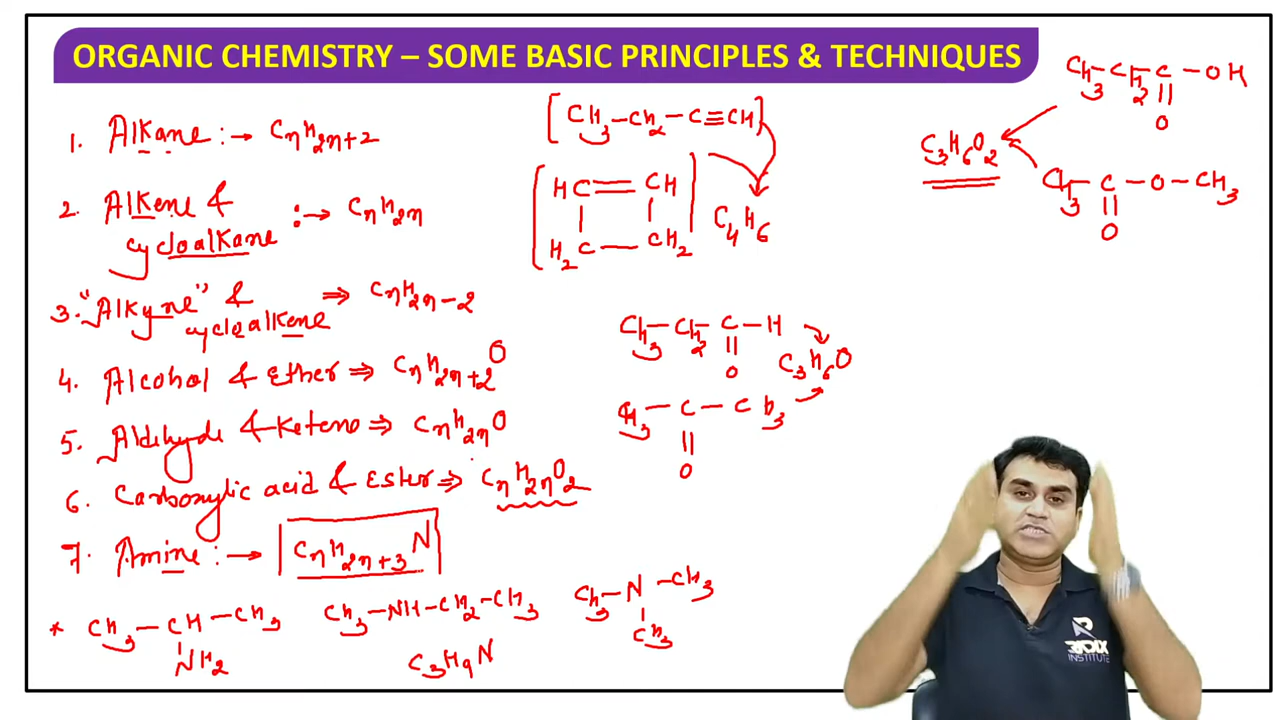 ORGANIC CHEMISTRY – SOME BASIC PRINCIPLES & TECHNIQUES
1. Alkane :→ CnH2n+2
2. Alkene &
cycloalkane :→ CnH2n
3. "Alkyne" &
cycloalkene ⇒ CnH2n-2
4. Alcohol & Ether ⇒ CnH2n+2O
5. Aldehyde & Ketone ⇒ CnH2nO
6. Carboxylic acid & Ester ⇒ CnH2nO2
7. Amine :→ CnH2n+3N
* CH3 – CH – CH3
NH2
CH3 – NH – CH2 – CH3
C3H9N
CH3 – N – CH3
CH3
[CH3 – CH2 – C ≡ CH]
HC = CH
H2C – CH2
C4H6
CH3 – CH2 – C – H
O
C3H6O
CH3 – C – CH3
O
CH3 – CH2 – C – OH
O
C3H6O2
CH3 – C – O – CH3
O
INSTITUTE